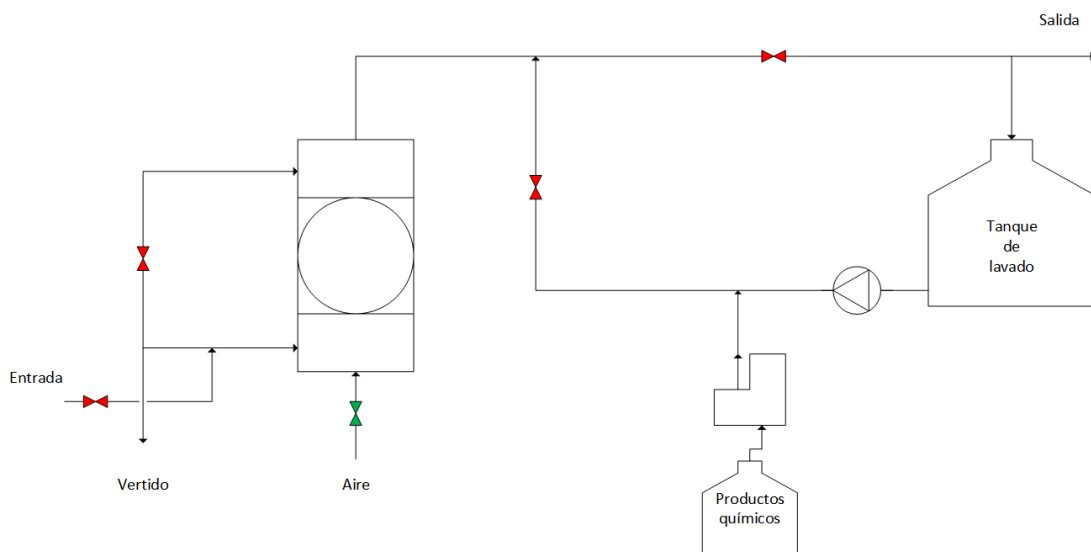 Salida
Tanque
de
lavado
Entrada
Vertido
Aire
Productos
químicos